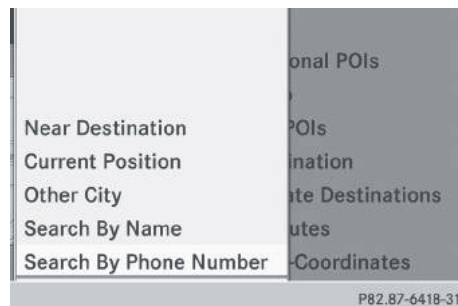 onal POIs
Near Destination
POIs
Current Position
ination
Other City
te Destinations
Search By Name
utes
Search By Phone Number
-Coordinates
P82.87-6418-31